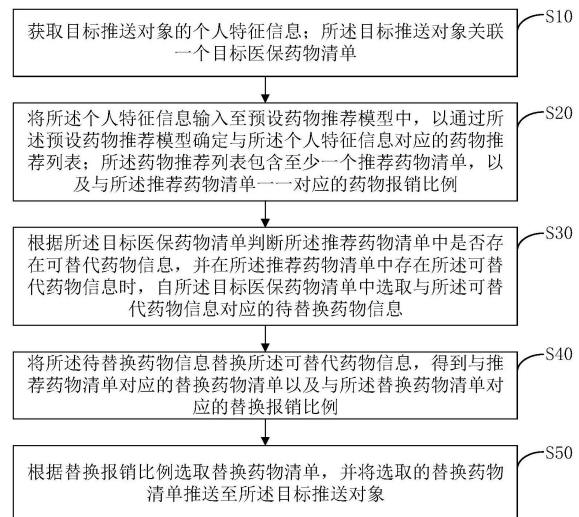 获取目标推送对象的个人特征信息；所述目标推送对象关联
一个目标医保药物清单
S10
将所述个人特征信息输入至预设药物推荐模型中，以通过所
述预设药物推荐模型确定与所述个人特征信息对应的药物推
荐列表；所述药物推荐列表包含至少一个推荐药物清单，以
及与所述推荐药物清单一一对应的药物报销比例
S20
根据所述目标医保药物清单判断所述推荐药物清单中是否存
在可替代药物信息，并在所述推荐药物清单中存在所述可替
代药物信息时，自所述目标医保药物清单中选取与所述可替
代药物信息对应的待替换药物信息
S30
将所述待替换药物信息替换所述可替代药物信息，得到与推
荐药物清单对应的替换药物清单以及与所述替换药物清单对
应的替换报销比例
S40
根据替换报销比例选取替换药物清单，并将选取的替换药物
清单推送至所述目标推送对象
S50